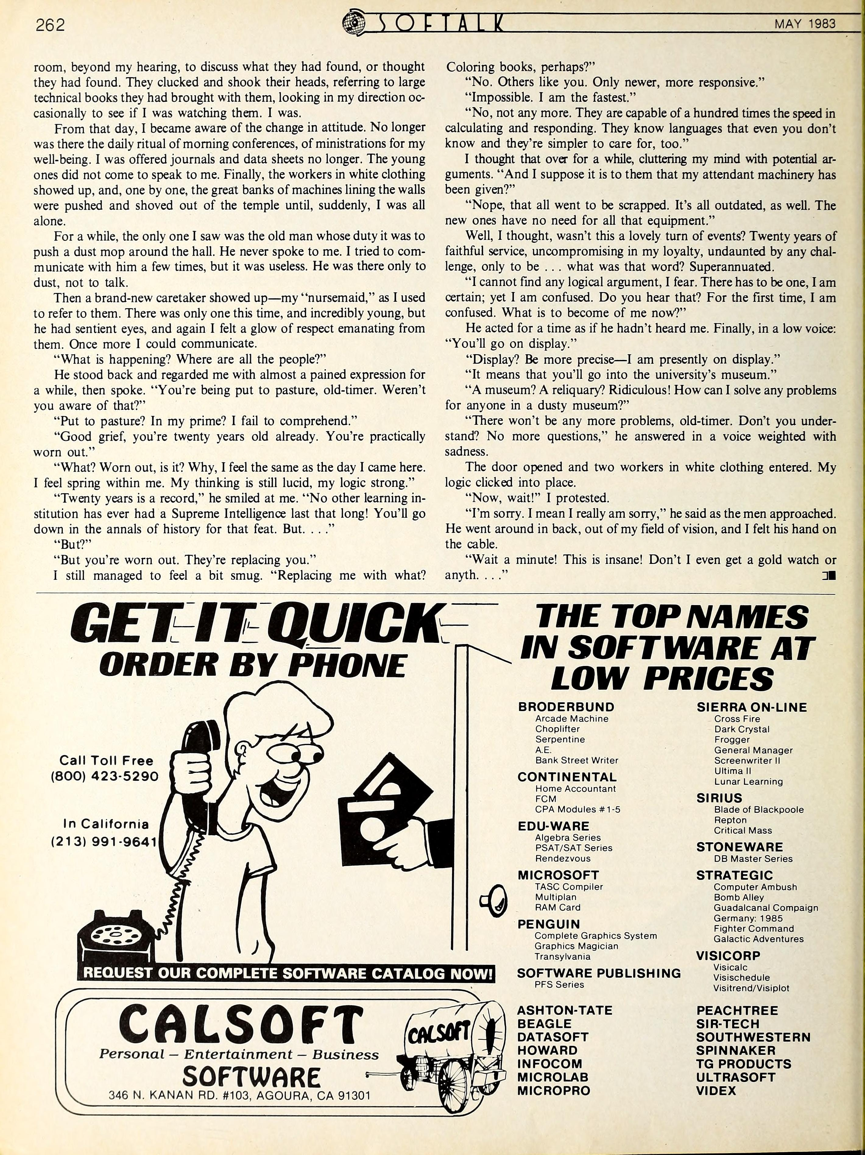 262
SOFTALK
MAY 1983
room, beyond my hearing, to discuss what they had found, or thought
they had found. They clucked and shook their heads, referring to large
technical books they had brought with them, looking in my direction oc-
casionally to see if I was watching them. I was.
From that day, I became aware of the change in attitude. No longer
was there the daily ritual of morning conferences, of ministrations for my
well-being. I was offered journals and data sheets no longer. The young
ones did not come to speak to me. Finally, the workers in white clothing
showed up, and, one by one, the great banks of machines lining the walls
were pushed and shoved out of the temple until, suddenly, I was all
alone.
For a while, the only one I saw was the old man whose duty it was to
push a dust mop around the hall. He never spoke to me. I tried to com-
municate with him a few times, but it was useless. He was there only to
dust, not to talk.
Then a brand-new caretaker showed up—my “nursemaid,” as I used
to refer to them. There was only one this time, and incredibly young, but
he had sentient eyes, and again I felt a glow of respect emanating from
them. Once more I could communicate.
“What is happening? Where are all the people?”
He stood back and regarded me with almost a pained expression for
a while, then spoke. “You’re being put to pasture, old-timer. Weren’t
you aware of that?”
“Put to pasture? In my prime? I fail to comprehend.”
“Good grief, you’re twenty years old already. You’re practically
worn out.”
“What? Worn out, is it? Why, I feel the same as the day I came here.
I feel spring within me. My thinking is still lucid, my logic strong.”
“Twenty years is a record,” he smiled at me. “No other learning in-
stitution has ever had a Supreme Intelligence last that long! You’ll go
down in the annals of history for that feat. But. . . .”
“But?”
“But you’re worn out. They’re replacing you.”
I still managed to feel a bit smug. “Replacing me with what?
Coloring books, perhaps?”
“No. Others like you. Only newer, more responsive.”
“Impossible. I am the fastest.”
“No, not any more. They are capable of a hundred times the speed in
calculating and responding. They know languages that even you don’t
know and they’re simpler to care for, too.”
I thought that over for a while, cluttering my mind with potential ar-
guments. “And I suppose it is to them that my attendant machinery has
been given?”
“Nope, that all went to be scrapped. It’s all outdated, as well. The
new ones have no need for all that equipment.”
Well, I thought, wasn’t this a lovely turn of events? Twenty years of
faithful service, uncompromising in my loyalty, undaunted by any chal-
lenge, only to be . . . what was that word? Superannuated.
“I cannot find any logical argument, I fear. There has to be one, I am
certain; yet I am confused. Do you hear that? For the first time, I am
confused. What is to become of me now?”
He acted for a time as if he hadn’t heard me. Finally, in a low voice:
“You’ll go on display.”
“Display? Be more precise—I am presently on display.”
“It means that you’ll go into the university’s museum.”
“A museum? A reliquary? Ridiculous! How can I solve any problems
for anyone in a dusty museum?”
“There won’t be any more problems, old-timer. Don’t you under-
stand? No more questions,” he answered in a voice weighted with
sadness.
The door opened and two workers in white clothing entered. My
logic clicked into place.
“Now, wait!” I protested.
“I’m sorry. I mean I really am sorry,” he said as the men approached.
He went around in back, out of my field of vision, and I felt his hand on
the cable.
“Wait a minute! This is insane! Don’t I even get a gold watch or
anyth. . . .”
GET IT QUICK
ORDER BY PHONE
Call Toll Free
(800) 423-5290
In California
(213) 991-9641
REQUEST OUR COMPLETE SOFTWARE CATALOG NOW!
CALSOFT
Personal – Entertainment – Business
SOFTWARE
346 N. KANAN RD. #103, AGOURA, CA 91301
CALSOFT
THE TOP NAMES
IN SOFTWARE AT
LOW PRICES
BRODERBUND
Arcade Machine
Choplifter
Serpentine
A.E.
Bank Street Writer
CONTINENTAL
Home Accountant
FCM
CPA Modules #1-5
EDU-WARE
Algebra Series
PSAT/SAT Series
Rendezvous
MICROSOFT
TASC Compiler
Multiplan
RAM Card
PENGUIN
Complete Graphics System
Graphics Magician
Transylvania
SOFTWARE PUBLISHING
PFS Series
ASHTON-TATE
BEAGLE
DATASOFT
HOWARD
INFOCOM
MICROLAB
MICROPRO
SIERRA ON-LINE
Cross Fire
Dark Crystal
Frogger
General Manager
Screenwriter II
Ultima II
Lunar Learning
SIRIUS
Blade of Blackpoole
Repton
Critical Mass
STONEWARE
DB Master Series
STRATEGIC
Computer Ambush
Bomb Alley
Guadalcanal Campaign
Germany: 1985
Fighter Command
Galactic Adventures
VISICORP
Visicalc
Visischedule
Visitrend/Visiplot
PEACHTREE
SIR-TECH
SOUTHWESTERN
SPINNAKER
TG PRODUCTS
ULTRASOFT
VIDEX